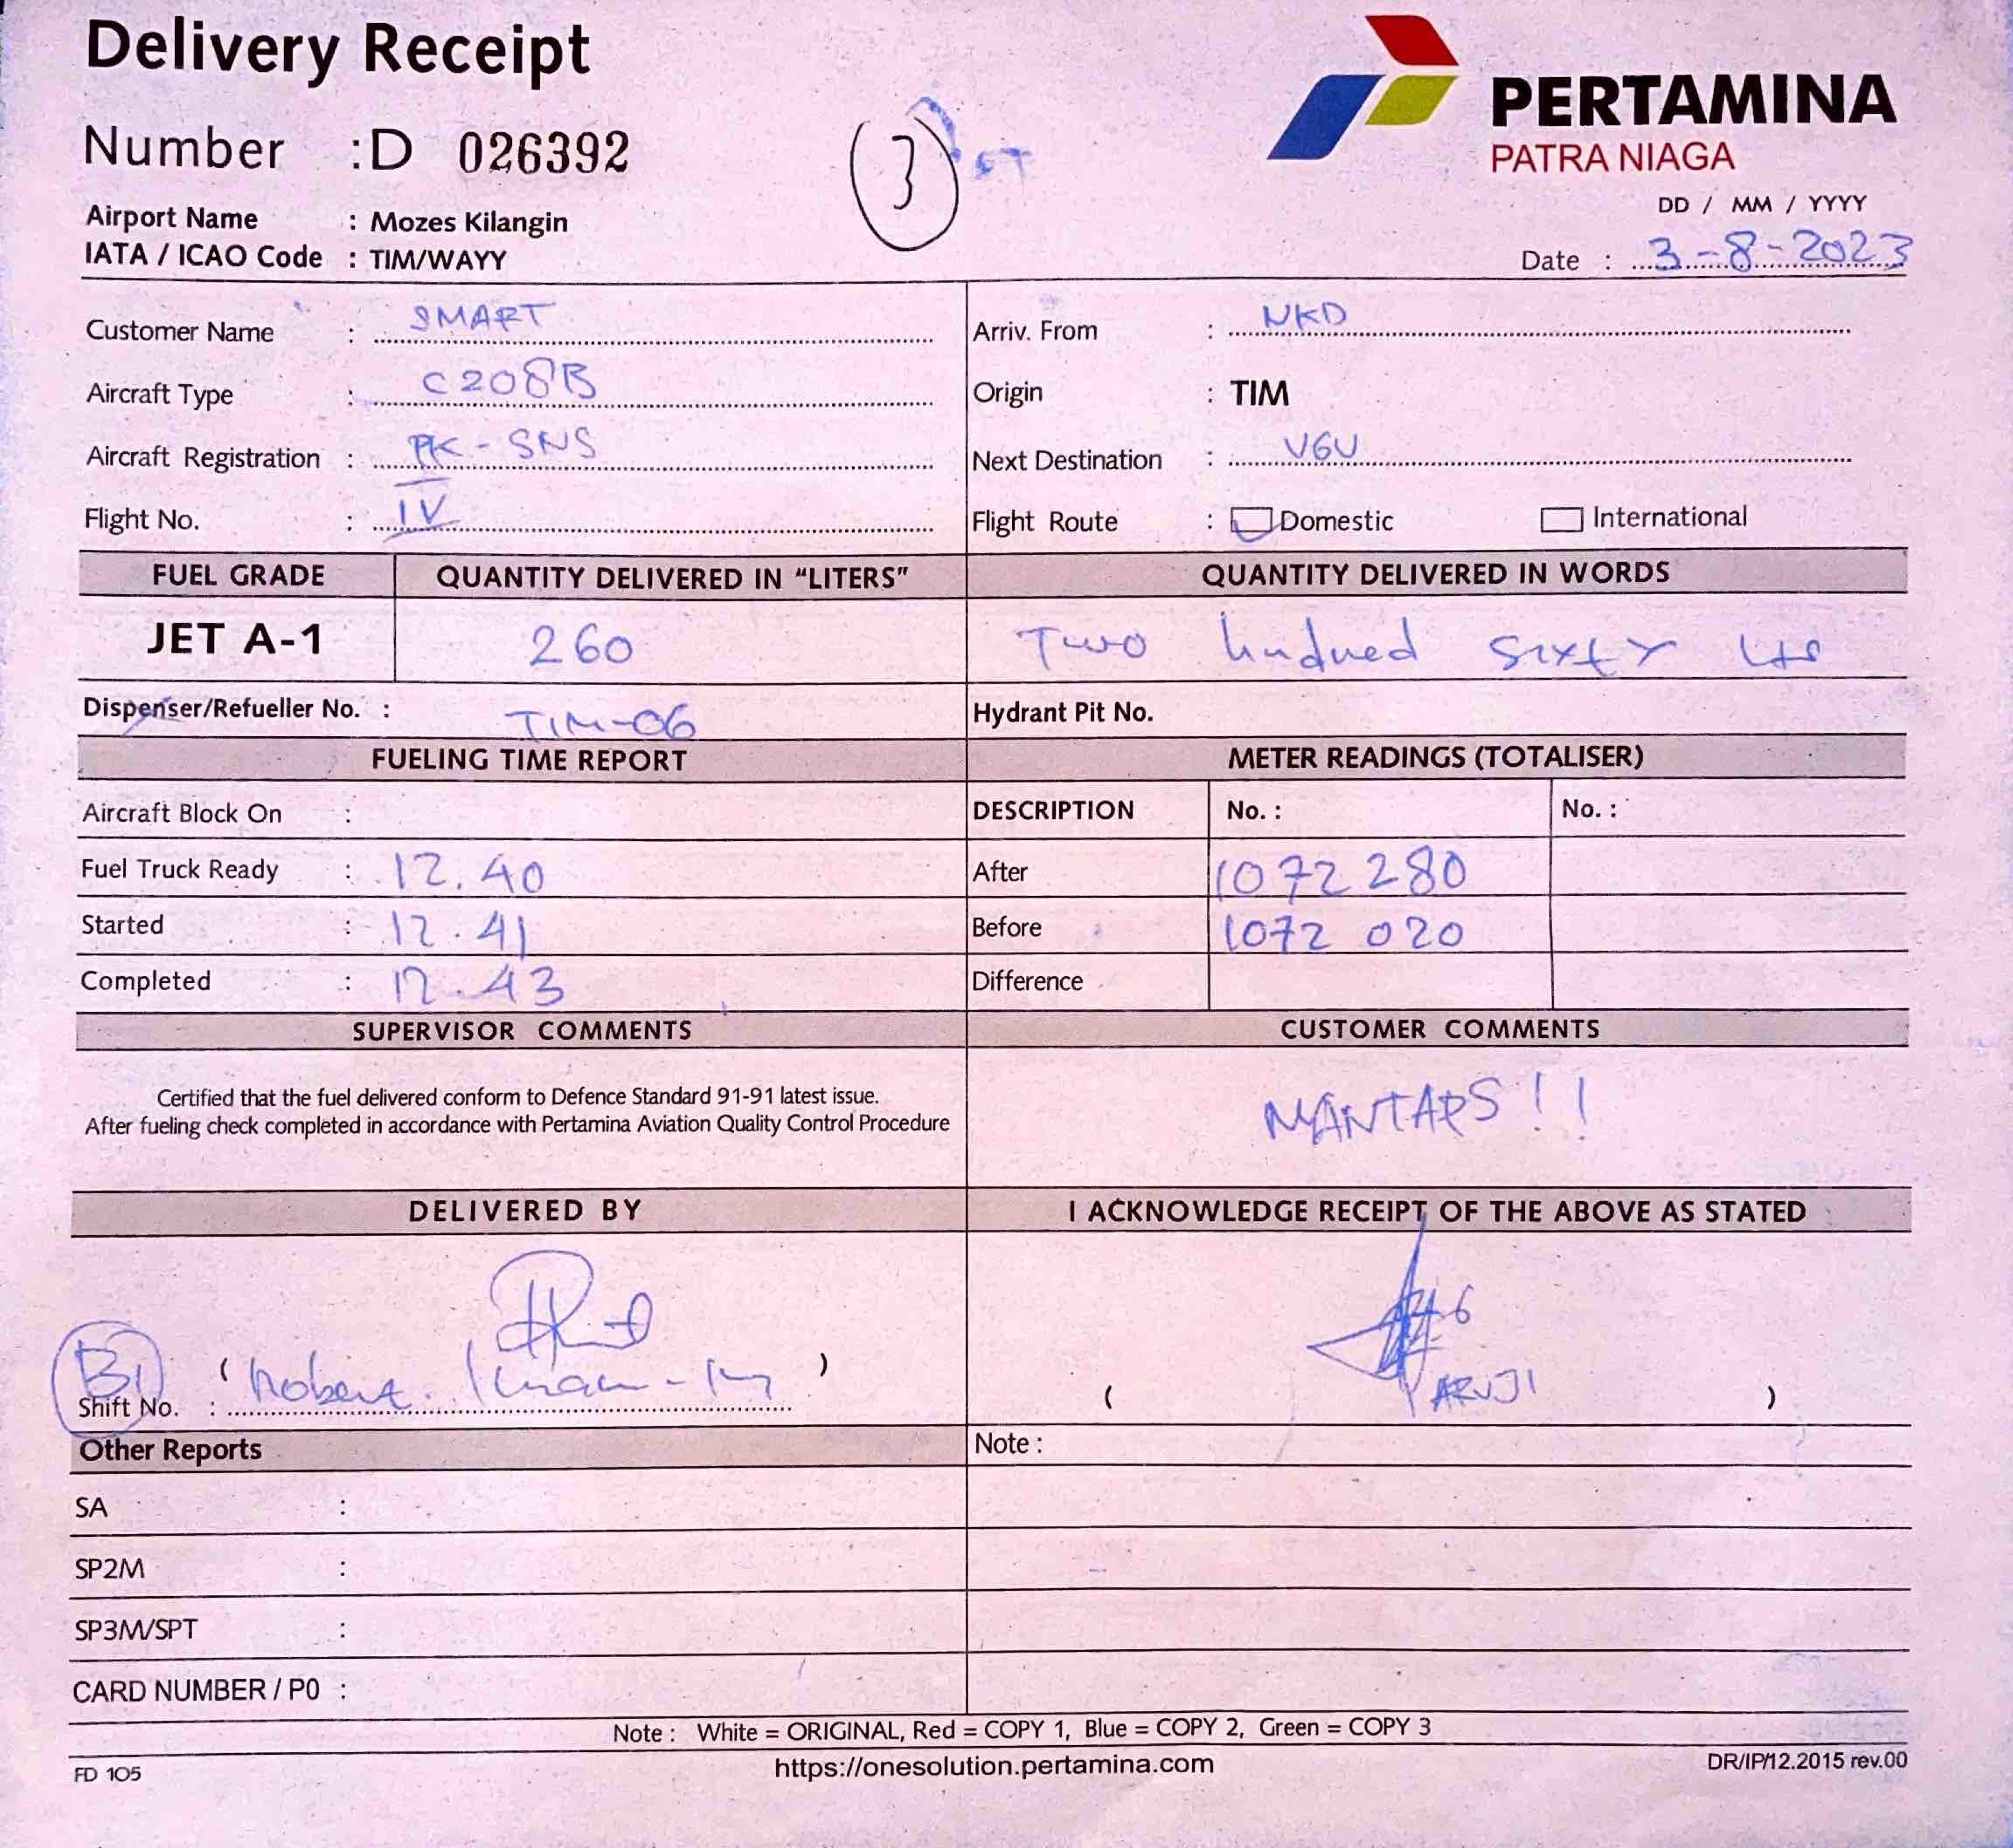 Delivery Receipt
PERTAMINA
PATRA NIAGA
Number : D 026392
3
Airport Name : Mozes Kilangin
IATA / ICAO Code : TIM/WAYY
DD / MM / YYYY
Date : 3-8-2023
Customer Name : SMART
Arriv. From : NKD
Aircraft Type : C208B
Origin : TIM
Aircraft Registration : PK-SNS
Next Destination : VGU
Flight No. : IV
Flight Route : Domestic International
FUEL GRADE QUANTITY DELIVERED IN "LITERS" QUANTITY DELIVERED IN WORDS
JET A-1 260 Two hundred sixty Lts
Dispenser/Refueller No. : TIM-06
Hydrant Pit No.
FUELING TIME REPORT METER READINGS (TOTALISER)
Aircraft Block On :
DESCRIPTION No. : No. :
Fuel Truck Ready : 12.40
After 1072280
Started : 12.41
Before 1072 020
Completed : 12.43
Difference
SUPERVISOR COMMENTS CUSTOMER COMMENTS
Certified that the fuel delivered conform to Defence Standard 91-91 latest issue.
After fueling check completed in accordance with Pertamina Aviation Quality Control Procedure
MANTAPS!!
DELIVERED BY I ACKNOWLEDGE RECEIPT OF THE ABOVE AS STATED
B1 ( Robert )
Shift No. :
( )
Other Reports Note :
SA :
SP2M :
SP3M/SPT :
CARD NUMBER / P0 :
Note : White = ORIGINAL, Red = COPY 1, Blue = COPY 2, Green = COPY 3
FD 105 https://onesolution.pertamina.com DR/IP/12.2015 rev.00